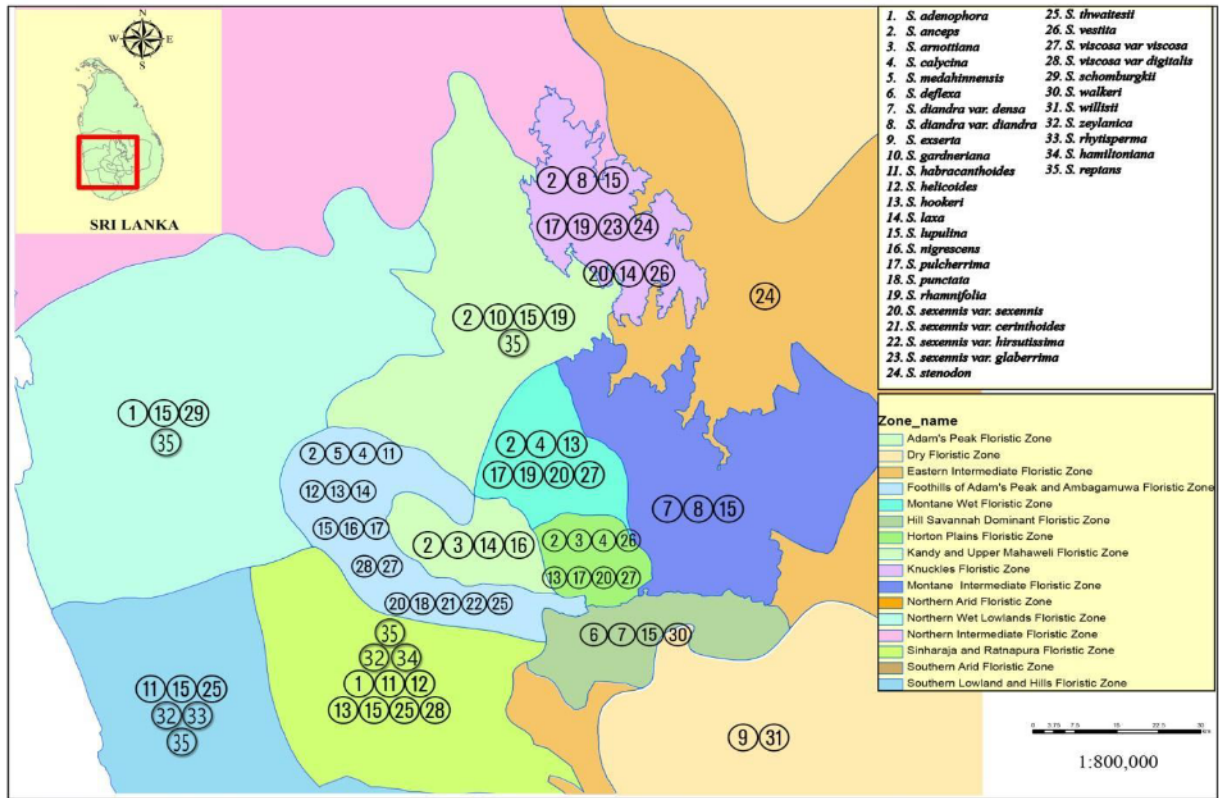 N
W E
S
SRI LANKA
1. S. adenophora
2. S. anceps
3. S. arnottiana
4. S. calycina
5. S. medahinnensis
6. S. deflexa
7. S. diandra var. densa
8. S. diandra var. diandra
9. S. exserta
10. S. gardneriana
11. S. habracanthoides
12. S. helicoides
13. S. hookeri
14. S. laxa
15. S. lupulina
16. S. nigrescens
17. S. pulcherrima
18. S. punctata
19. S. rhamnifolia
20. S. sexennis var. sexennis
21. S. sexennis var. cerinthoides
22. S. sexennis var. hirsutissima
23. S. sexennis var. glaberrima
24. S. stenodon
25. S. thwaitesii
26. S. vestita
27. S. viscosa var viscosa
28. S. viscosa var digitalis
29. S. schomburgkii
30. S. walkeri
31. S. willisii
32. S. zeylanica
33. S. rhytisperma
34. S. hamiltoniana
35. S. reptans
2 8 15
17 19 23 24
20 14 26
24
2 10 15 19
35
1 15 29
35
2 5 4 11
12 13 14
15 16 17
28 27
20 18 21 22 25
2 4 13
17 19 20 27
7 8 15
2 3 14 16
2 3 4 26
13 17 20 27
6 7 15 30
35
32 34
1 11 12
13 15 25 28
11 15 25
32 33
35
9 31
Zone_name
Adam's Peak Floristic Zone
Dry Floristic Zone
Eastern Intermediate Floristic Zone
Foothills of Adam's Peak and Ambagamuwa Floristic Zone
Montane Wet Floristic Zone
Hill Savannah Dominant Floristic Zone
Horton Plains Floristic Zone
Kandy and Upper Mahaweli Floristic Zone
Knuckles Floristic Zone
Montane Intermediate Floristic Zone
Northern Arid Floristic Zone
Northern Wet Lowlands Floristic Zone
Northern Intermediate Floristic Zone
Sinharaja and Ratnapura Floristic Zone
Southern Arid Floristic Zone
Southern Lowland and Hills Floristic Zone
0 3.75 7.5 15 22.5 30
1:800,000